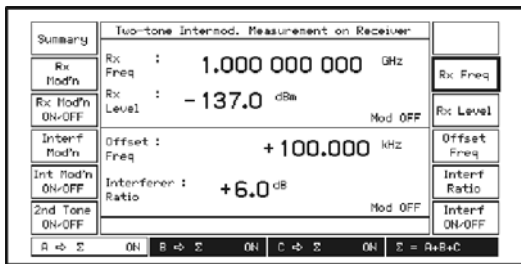 Two-tone Intermod. Measurement on Receiver
Summary
Rx Mod'n
Rx Mod'n ON/OFF
Interf Mod'n
Int Mod'n ON/OFF
2nd Tone ON/OFF
Rx Freq : 1.000 000 000 GHz
Rx Level : -137.0 dBm
Mod OFF
Offset Freq : +100.000 kHz
Interferer Ratio : +6.0 dB
Mod OFF
Rx Freq
Rx Level
Offset Freq
Interf Ratio
Interf ON/OFF
A ⇨ Σ ON B ⇨ Σ ON C ⇨ Σ ON Σ = A+B+C